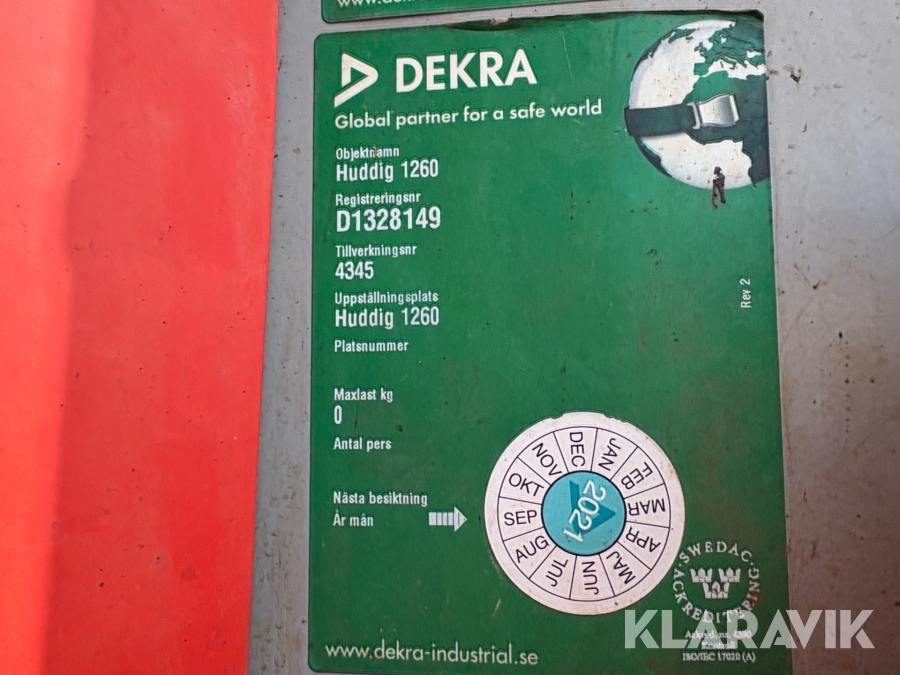 DEKRA
Global partner for a safe world
Objektnamn
Huddig 1260
Registreringsnr
D1328149
Tillverkningsnr
4345
Uppställningsplats
Huddig 1260
Platsnummer
Rev 2
Maxlast kg
0
Antal pers
Nästa besiktning
År mån
JAN
FEB
MAR
APR
MAJ
JUN
JUL
AUG
SEP
OKT
NOV
DEC
2021
SWEDAC
ACKREDITERING
ISO/IEC 17020 (A)
www.dekra-industrial.se
KLARAVIK